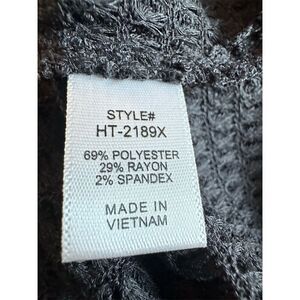 STYLE#
HT-2189X
69% POLYESTER
29% RAYON
2% SPANDEX
MADE IN
VIETNAM